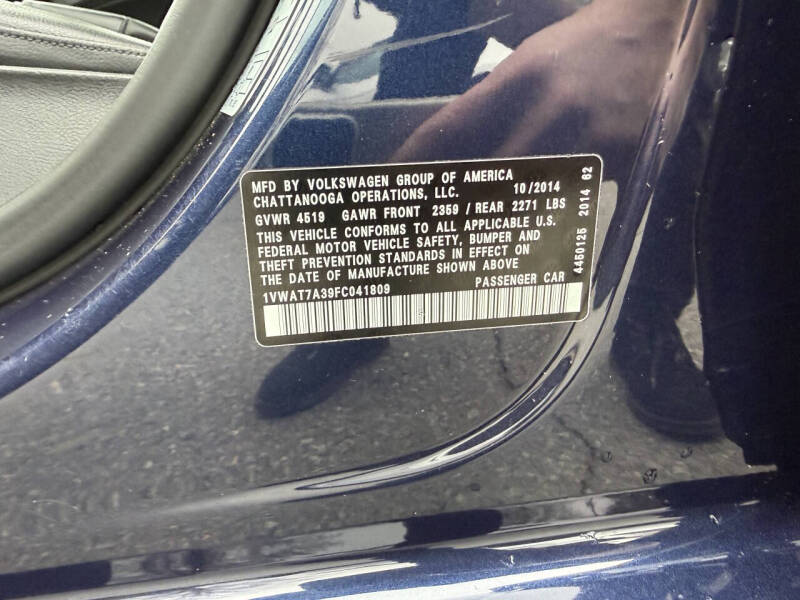 MFD BY VOLKSWAGEN GROUP OF AMERICA
CHATTANOOGA OPERATIONS, LLC. 10/2014
GVWR 4519 GAWR FRONT 2359 / REAR 2271 LBS
THIS VEHICLE CONFORMS TO ALL APPLICABLE U.S.
FEDERAL MOTOR VEHICLE SAFETY, BUMPER AND
THEFT PREVENTION STANDARDS IN EFFECT ON
THE DATE OF MANUFACTURE SHOWN ABOVE
1VWAT7A39FC041809 PASSENGER CAR
4450125 2014 62